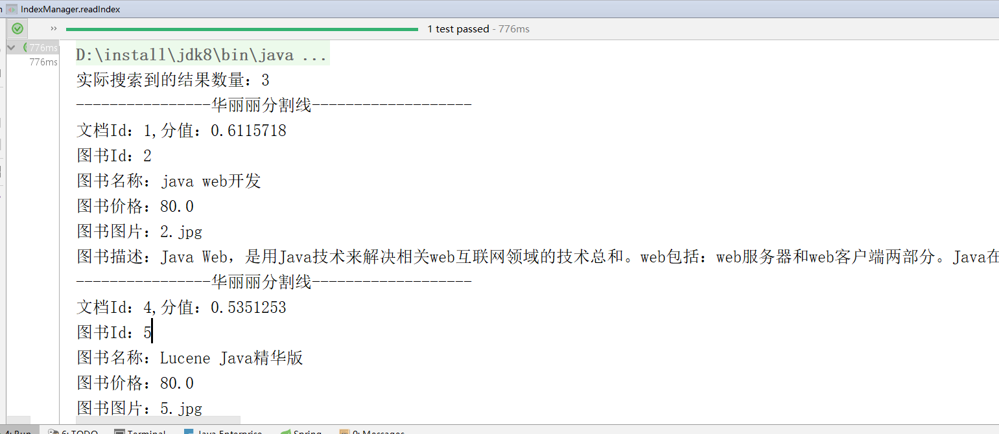 IndexManager.readIndex
1 test passed - 776ms
776ms
776ms
D:\install\jdk8\bin\java ...
实际搜索到的结果数量：3
----------------华丽丽分割线-------------------
文档Id：1,分值：0.6115718
图书Id：2
图书名称：java web开发
图书价格：80.0
图书图片：2.jpg
图书描述：Java Web，是用Java技术来解决相关web互联网领域的技术总和。web包括：web服务器和web客户端两部分。Java在
----------------华丽丽分割线-------------------
文档Id：4,分值：0.5351253
图书Id：5
图书名称：Lucene Java精华版
图书价格：80.0
图书图片：5.jpg
4: Run 6: TODO Terminal Java Enterprise Spring 0: Messages